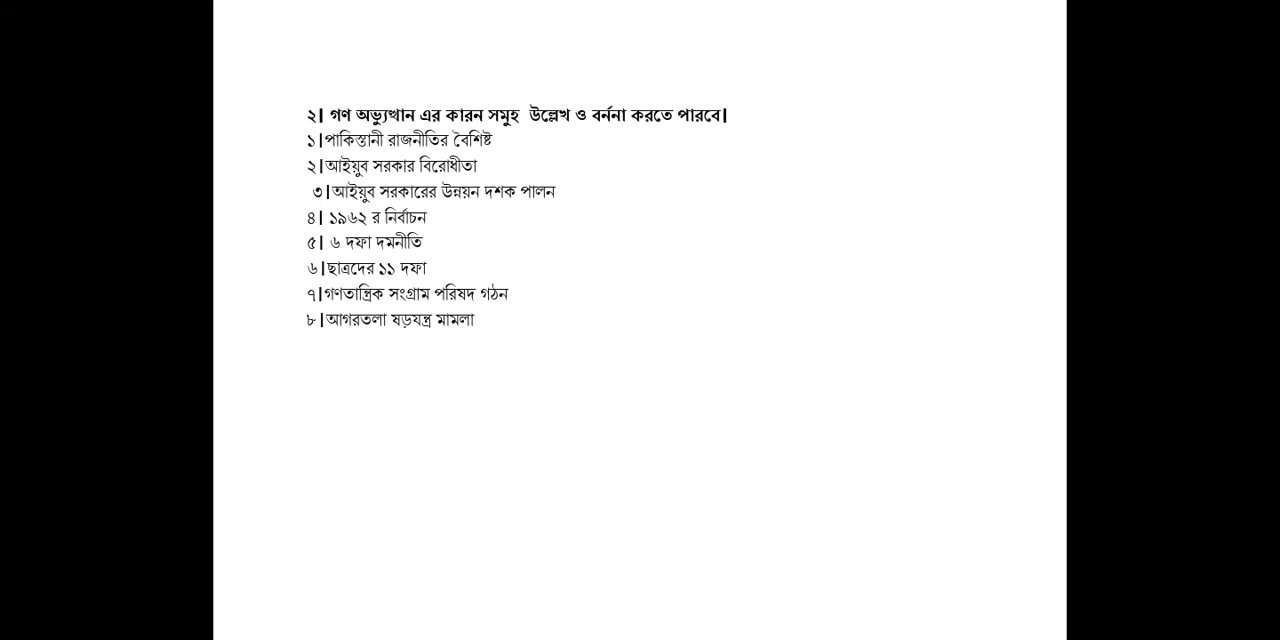 ২। গণ অভ্যুত্থান এর কারন সমুহ উল্লেখ ও বর্ননা করতে পারবে।
১।পাকিস্তানী রাজনীতির বৈশিষ্ট
২।আইয়ুব সরকার বিরোধীতা
৩।আইয়ুব সরকারের উন্নয়ন দশক পালন
৪। ১৯৬২ র নির্বাচন
৫। ৬ দফা দমনীতি
৬।ছাত্রদের ১১ দফা
৭।গণতান্ত্রিক সংগ্রাম পরিষদ গঠন
৮।আগরতলা ষড়যন্ত্র মামলা